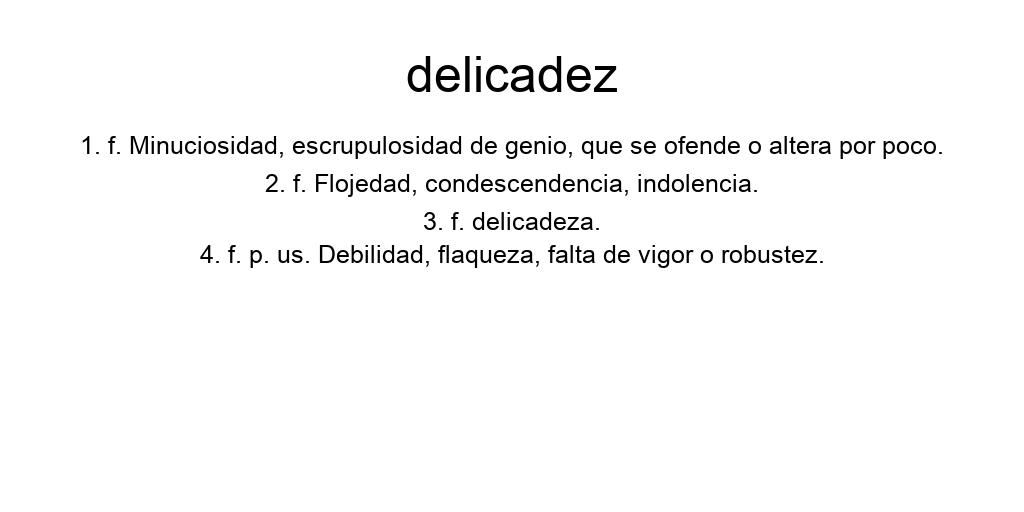 delicadez
1. f. Minuciosidad, escrupulosidad de genio, que se ofende o altera por poco.
2. f. Flojedad, condescendencia, indolencia.
3. f. delicadeza.
4. f. p. us. Debilidad, flaqueza, falta de vigor o robustez.